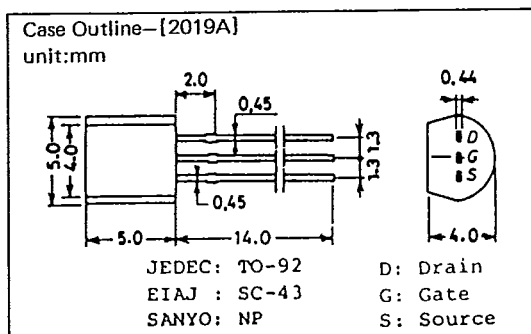 Case Outline–[2019A]
unit:mm
2.0
0,45
0,44
5.0
4.0
D
G
S
1.3
1.3
0,45
5.0
14.0
4.0
JEDEC: TO-92
EIAJ : SC-43
SANYO: NP
D: Drain
G: Gate
S: Source